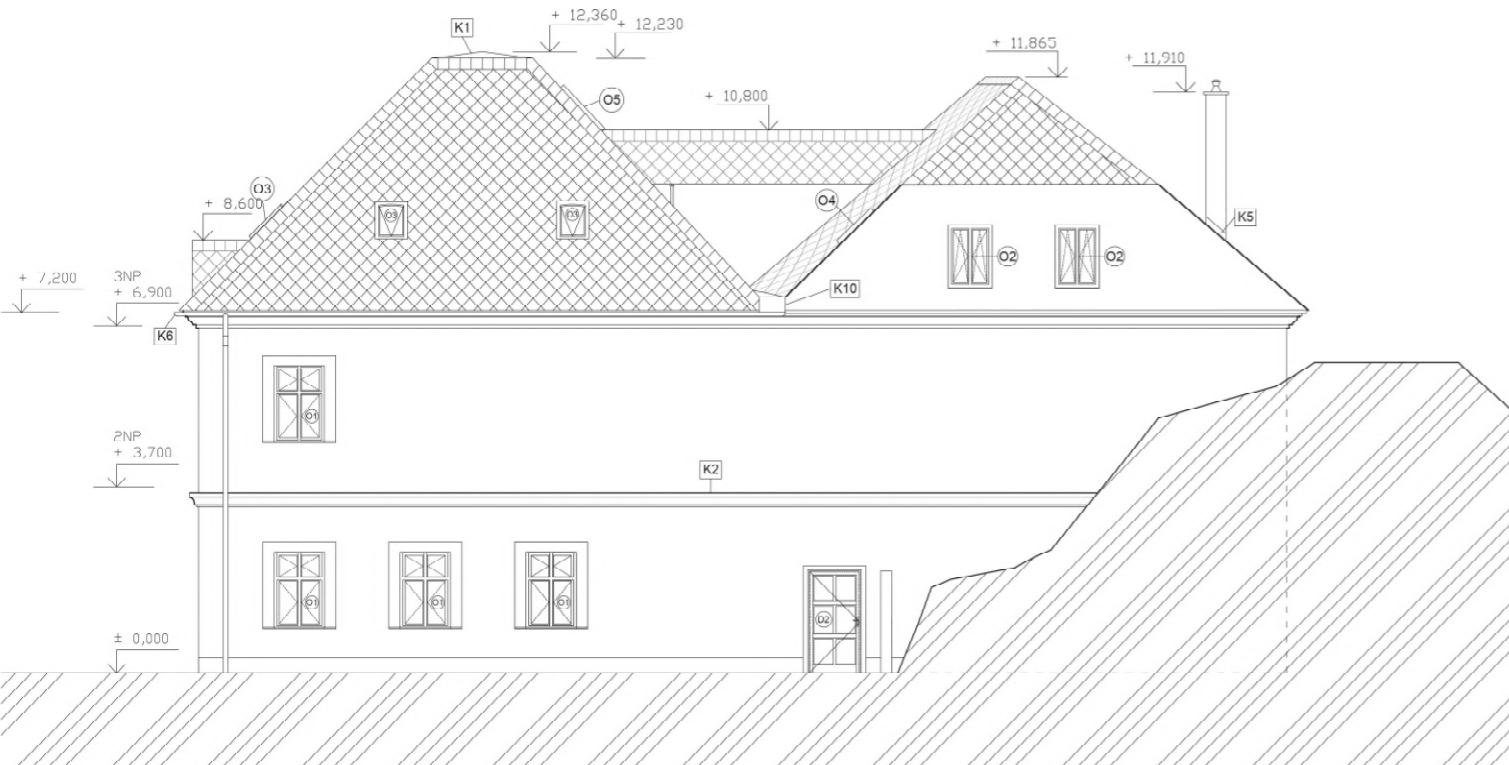 K1
+ 12,360
+ 12,230
+ 11,865
+ 11,910
O5
+ 10,800
O3
+ 8,600
O4
O3
O3
K5
O2
O2
+ 7,200
3NP
+ 6,900
K10
K6
O1
2NP
+ 3,700
K2
O1
O1
O1
D2
± 0,000